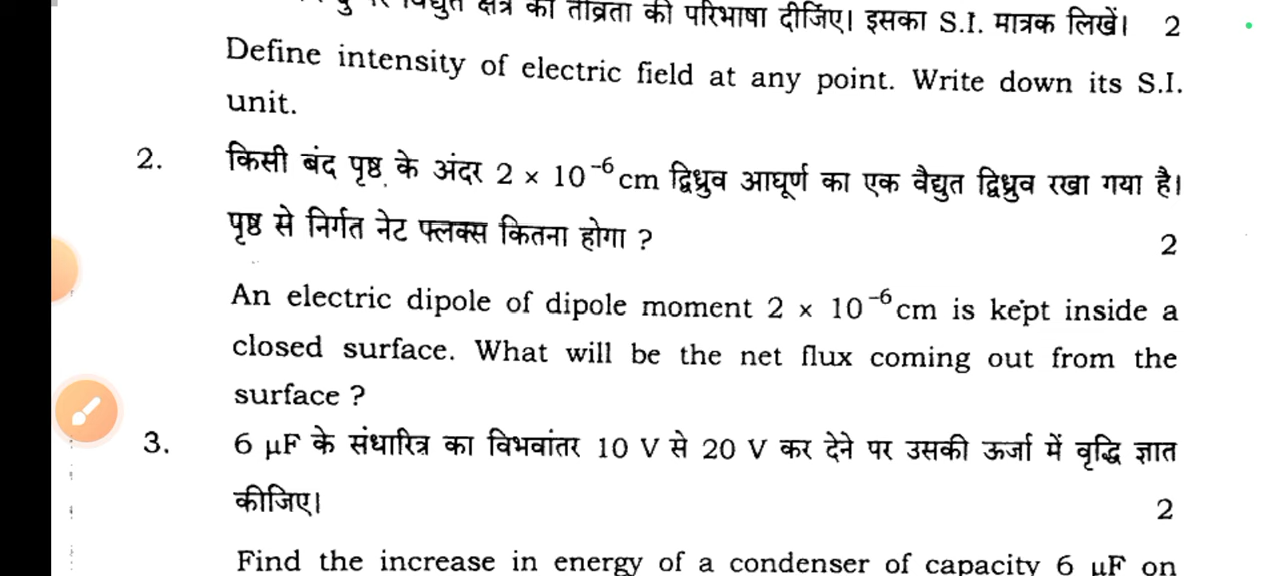 विद्युत क्षेत्र की तीव्रता की परिभाषा दीजिए। इसका S.I. मात्रक लिखें। 2
Define intensity of electric field at any point. Write down its S.I.
unit.
2. किसी बंद पृष्ठ के अंदर 2 × 10⁻⁶ cm द्विध्रुव आघूर्ण का एक वैद्युत द्विध्रुव रखा गया है।
पृष्ठ से निर्गत नेट फ्लक्स कितना होगा ? 2
An electric dipole of dipole moment 2 × 10⁻⁶ cm is kept inside a
closed surface. What will be the net flux coming out from the
surface ?
3. 6 µF के संधारित्र का विभवांतर 10 V से 20 V कर देने पर उसकी ऊर्जा में वृद्धि ज्ञात
कीजिए। 2
Find the increase in energy of a condenser of capacity 6 µF on